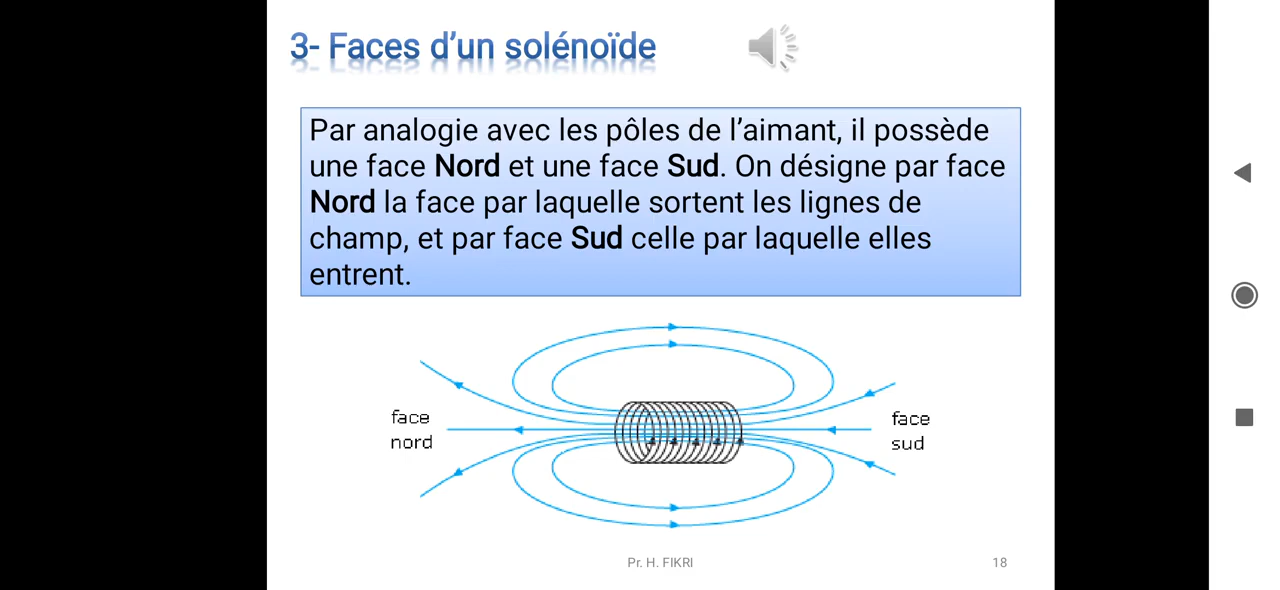 3- Faces d'un solénoïde
Par analogie avec les pôles de l'aimant, il possède
une face Nord et une face Sud. On désigne par face
Nord la face par laquelle sortent les lignes de
champ, et par face Sud celle par laquelle elles
entrent.
face
nord
face
sud
Pr. H. FIKRI
18